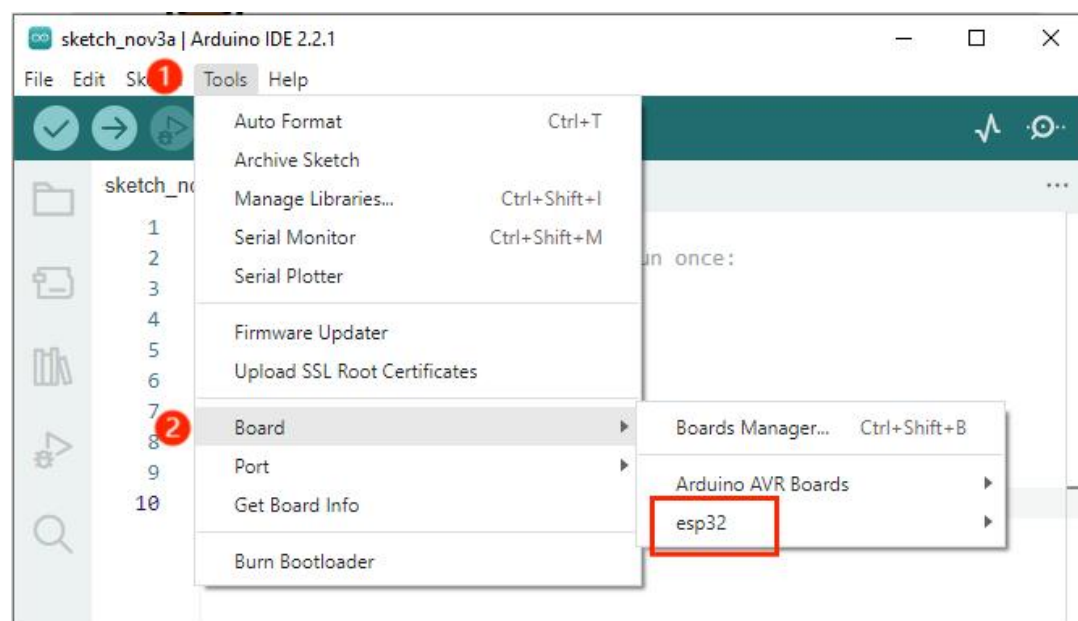 sketch_nov3a | Arduino IDE 2.2.1
File Edit Sk 1 Tools Help
Auto Format Ctrl+T
Archive Sketch
sketch_no
Manage Libraries... Ctrl+Shift+I
1
Serial Monitor Ctrl+Shift+M
2 un once:
Serial Plotter
3
4
Firmware Updater
5
Upload SSL Root Certificates
6
7
2 Board
Boards Manager... Ctrl+Shift+B
8
Port
9
Arduino AVR Boards
10
Get Board Info
esp32
Burn Bootloader